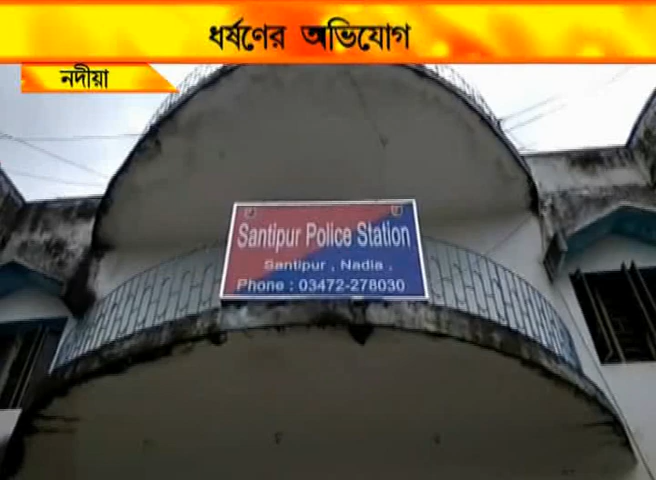 ধর্ষণের অভিযোগ
নদীয়া
Santipur Police Station
Santipur , Nadia .
Phone : 03472-278030